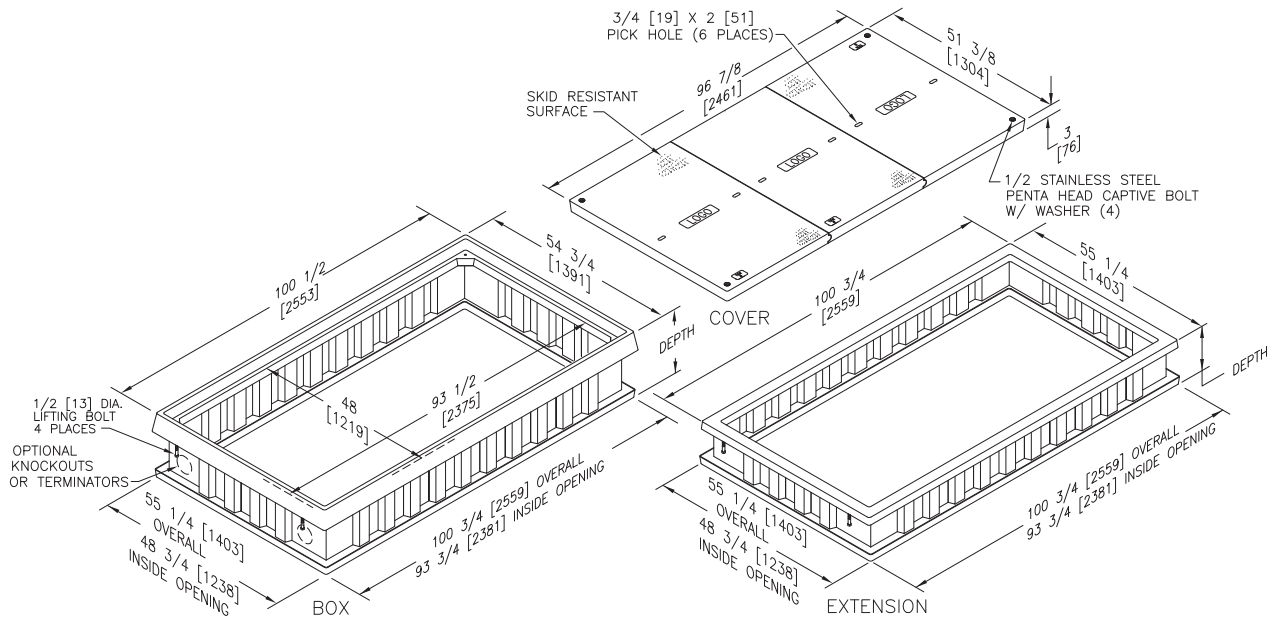 3/4 [19] X 2 [51]
PICK HOLE (6 PLACES)
51 3/8
[1304]
96 7/8
[2461]
SKID RESISTANT
SURFACE
LOGO
LOGO
LOGO
3
[76]
1/2 STAINLESS STEEL
PENTA HEAD CAPTIVE BOLT
W/ WASHER (4)
COVER
100 1/2
[2553]
54 3/4
[1391]
DEPTH
48
[1219]
93 1/2
[2375]
1/2 [13] DIA.
LIFTING BOLT
4 PLACES
OPTIONAL
KNOCKOUTS
OR TERMINATORS
55 1/4 [1403]
OVERALL
48 3/4 [1238]
INSIDE OPENING
100 3/4 [2559] OVERALL
93 3/4 [2381] INSIDE OPENING
BOX
100 3/4
[2559]
55 1/4
[1403]
DEPTH
55 1/4 [1403]
OVERALL
48 3/4 [1238]
INSIDE OPENING
100 3/4 [2559] OVERALL
93 3/4 [2381] INSIDE OPENING
EXTENSION